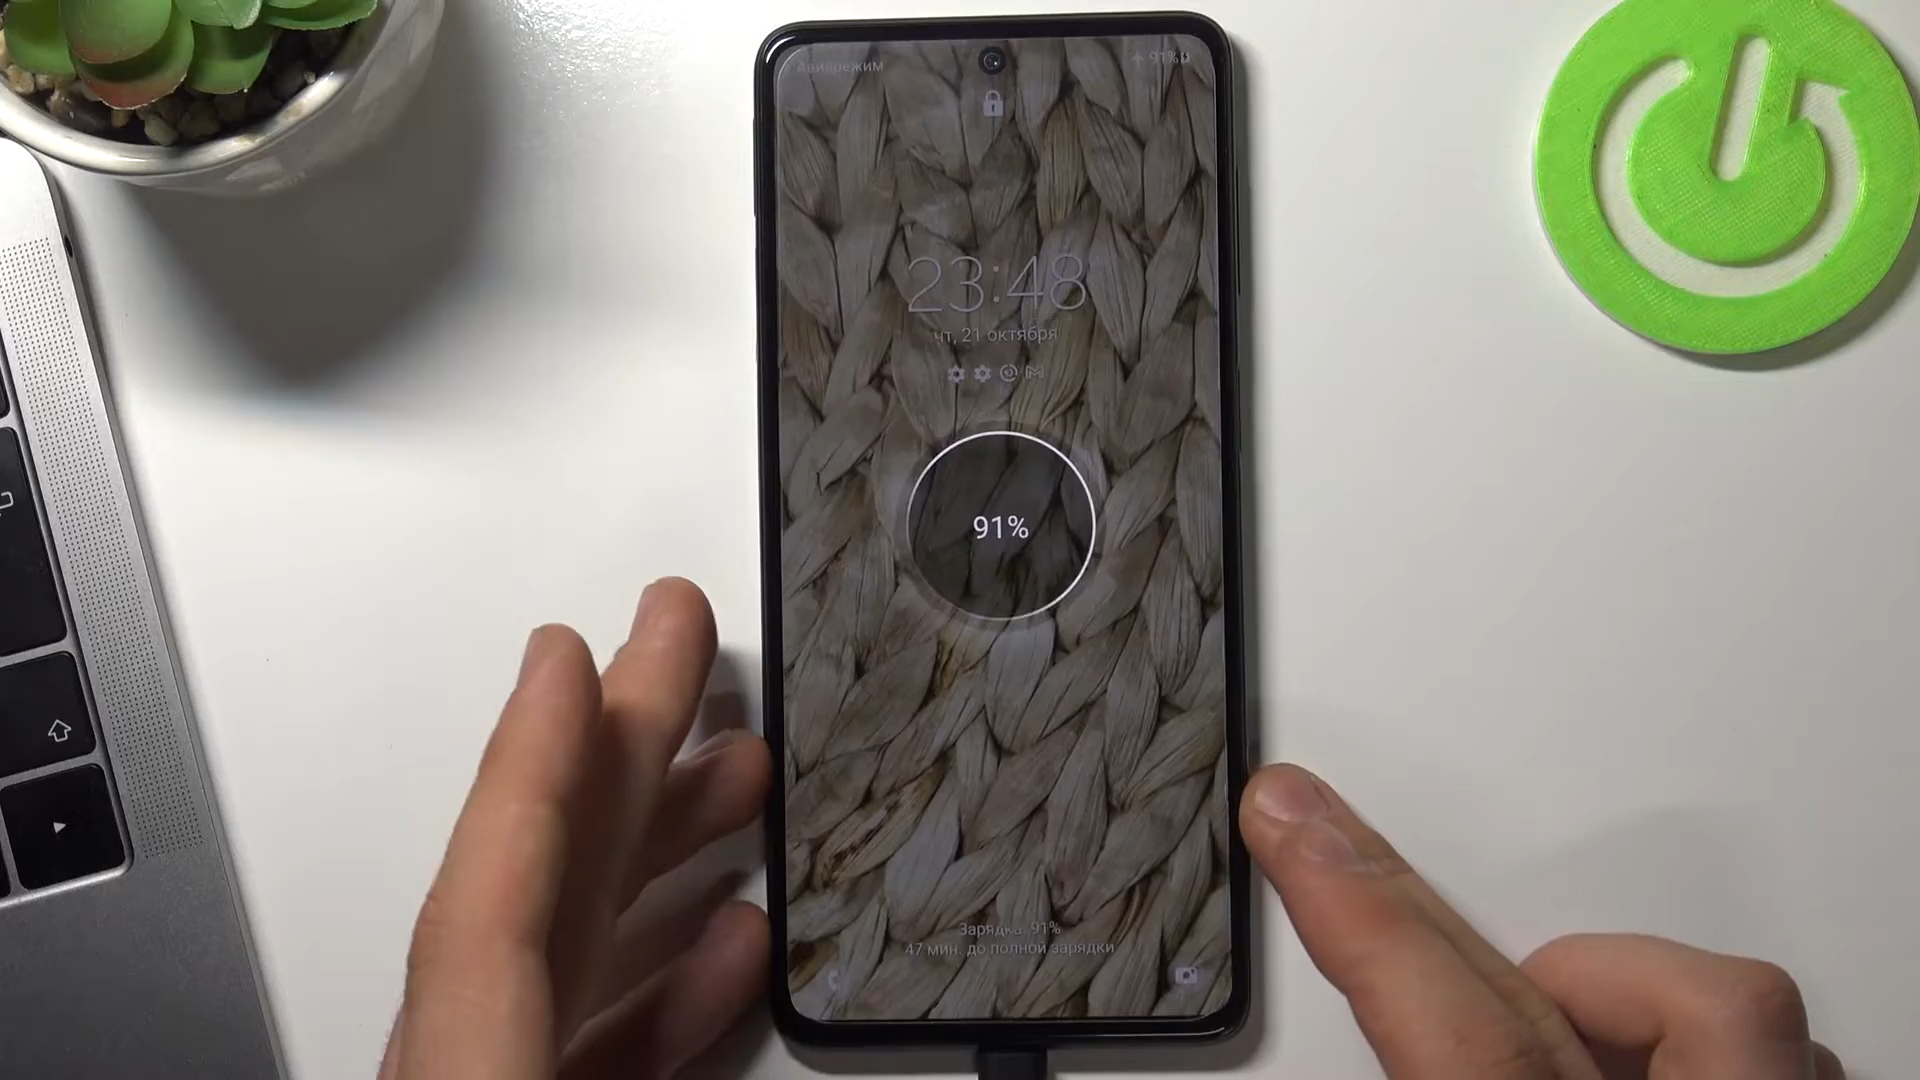 Авиарежим
91%
23:48
чт, 21 октября
91%
Зарядка: 91%
47 мин. до полной зарядки